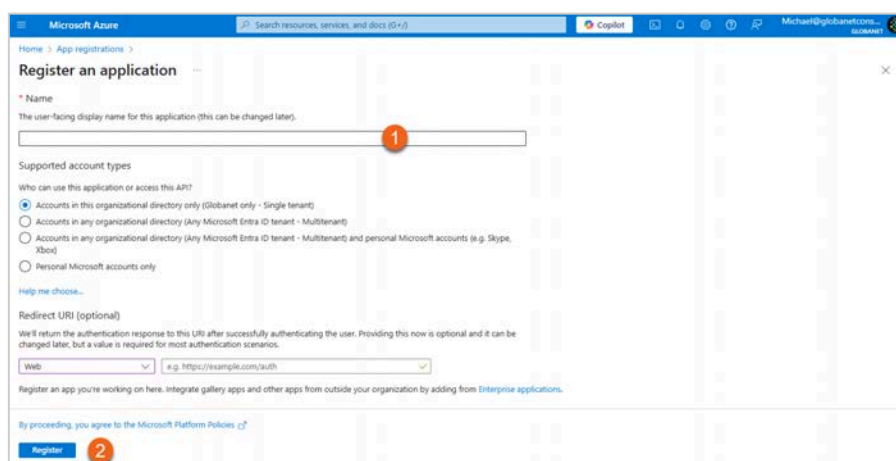 Microsoft Azure
Search resources, services, and docs (G+/)
Copilot
Michael@globanetcons...
GLOBANET
Home > App registrations >
Register an application ...
* Name
The user-facing display name for this application (this can be changed later).
1
Supported account types
Who can use this application or access this API?
Accounts in this organizational directory only (Globanet only - Single tenant)
Accounts in any organizational directory (Any Microsoft Entra ID tenant - Multitenant)
Accounts in any organizational directory (Any Microsoft Entra ID tenant - Multitenant) and personal Microsoft accounts (e.g. Skype,
Xbox)
Personal Microsoft accounts only
Help me choose...
Redirect URI (optional)
We'll return the authentication response to this URI after successfully authenticating the user. Providing this now is optional and it can be
changed later, but a value is required for most authentication scenarios.
Web
e.g. https://example.com/auth
Register an app you're working on here. Integrate gallery apps and other apps from outside your organization by adding from Enterprise applications.
By proceeding, you agree to the Microsoft Platform Policies
Register
2